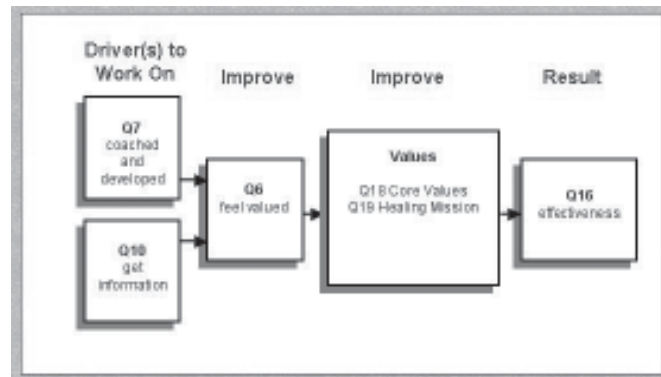 Driver(s) to
Work On
Improve
Improve
Result
Q7
coached
and
developed
Q10
get
information
Q6
feel valued
Values
Q18 Core Values
Q19 Healing Mission
Q16
effectiveness